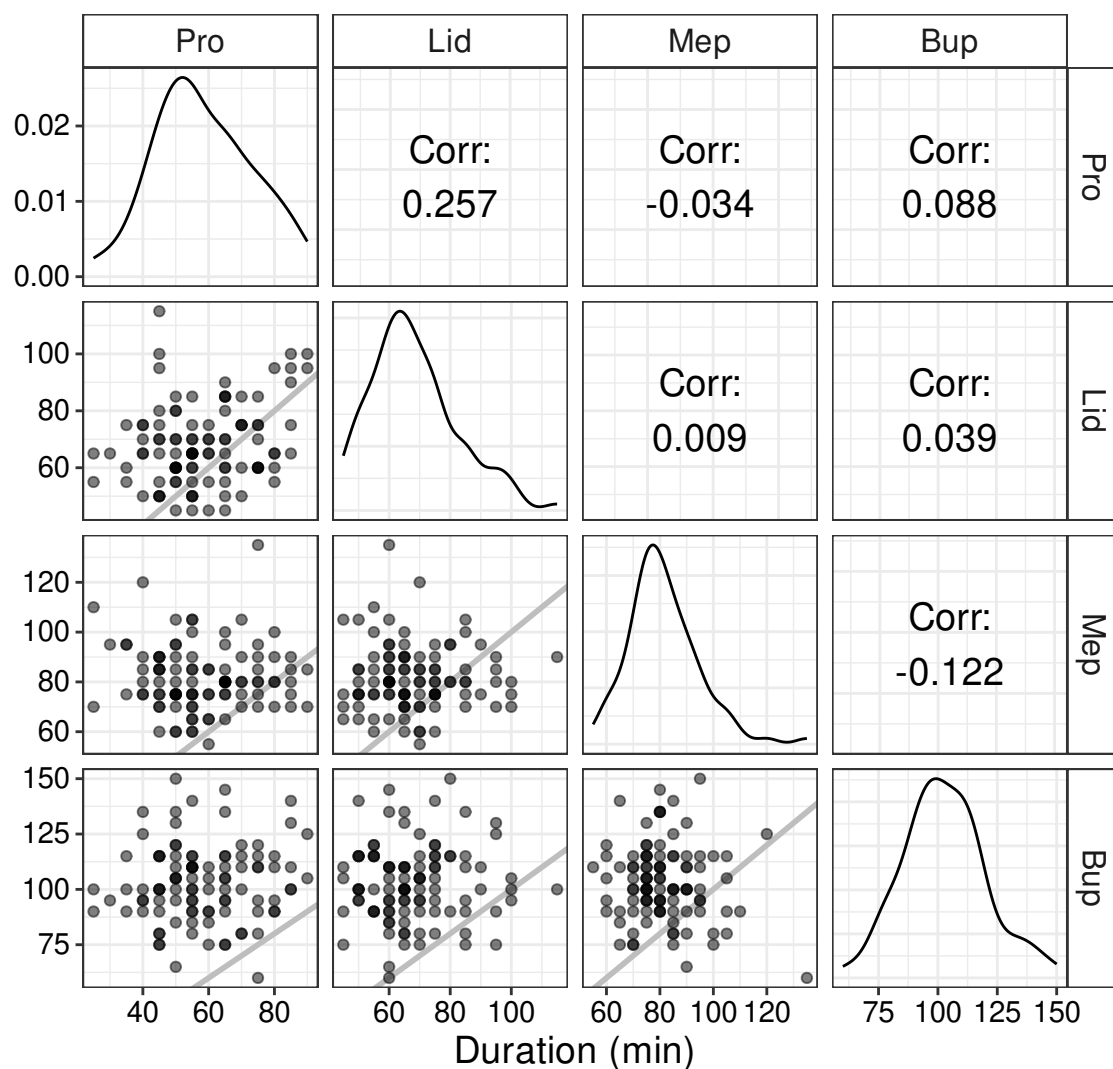 Pro Lid Mep Bup
0.02
0.01
0.00
Corr:
0.257
Corr:
-0.034
Corr:
0.088
Pro
100
80
60
Corr:
0.009
Corr:
0.039
Lid
120
100
80
60
Corr:
-0.122
Mep
150
125
100
75
Bup
40 60 80 60 80 100 60 80 100 120 75 100 125 150
Duration (min)